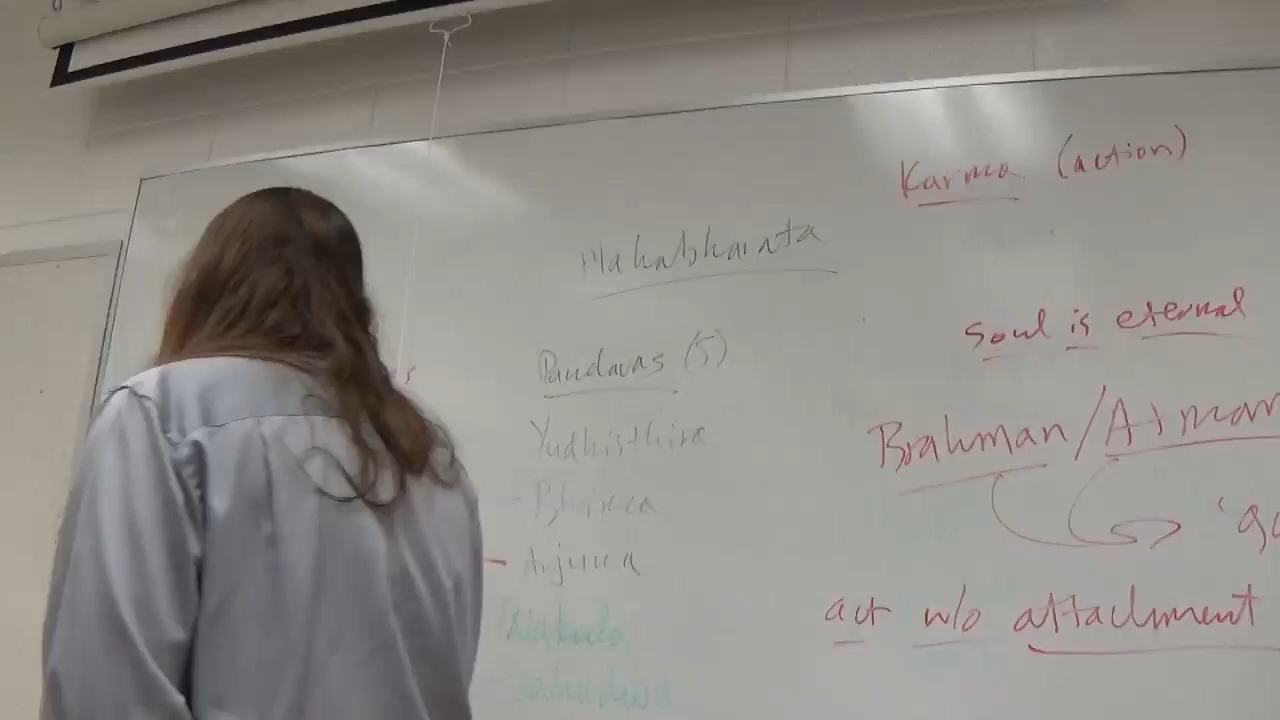 Karma (action)
Mahabharata
Soul is eternal
Pandavas (5)
Brahman/Atman
Yudhisthira
- Bhima
- Arjuna
Nakula
Sahadeva
act w/o attachment